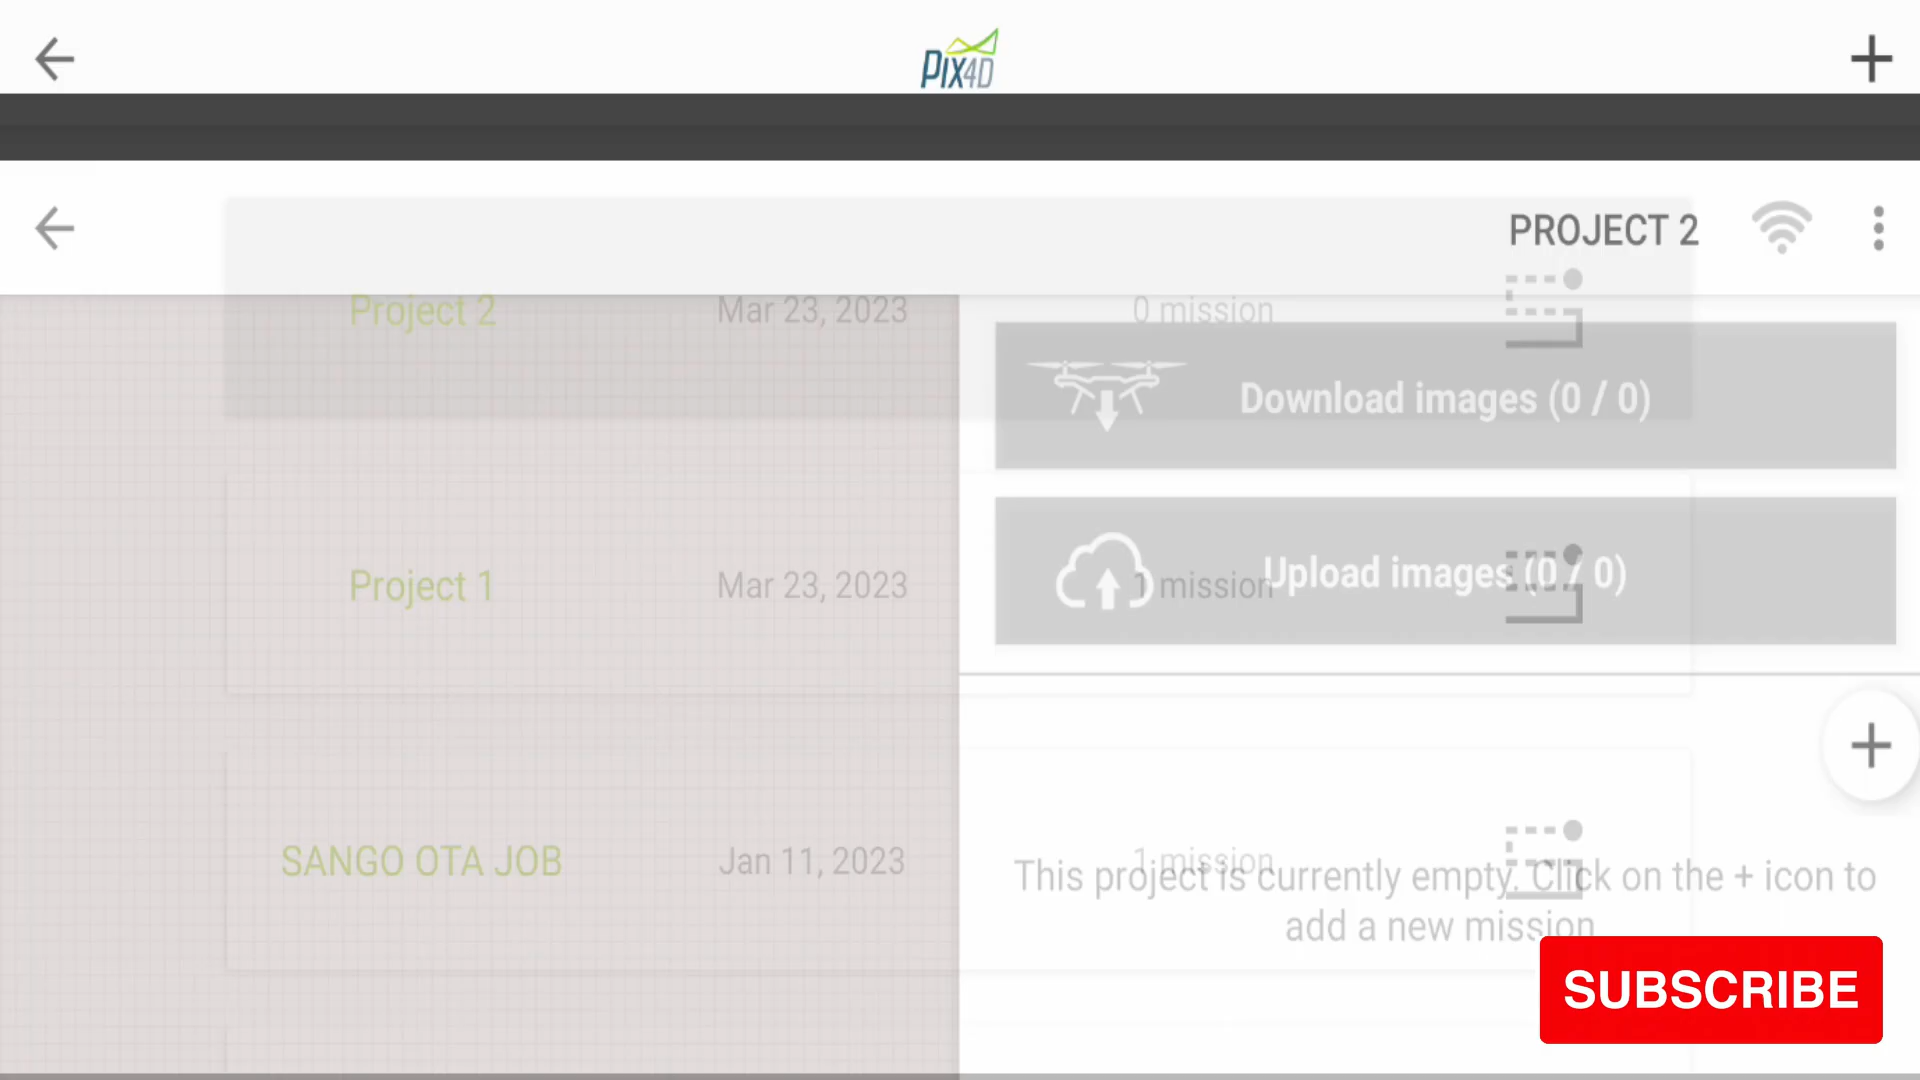 PIX4D
PROJECT 2
Project 2 Mar 23, 2023 0 mission
Download images (0 / 0)
Project 1 Mar 23, 2023 1 mission
Upload images (0 / 0)
SANGO OTA JOB Jan 11, 2023 1 mission
This project is currently empty. Click on the + icon to
add a new mission
SUBSCRIBE